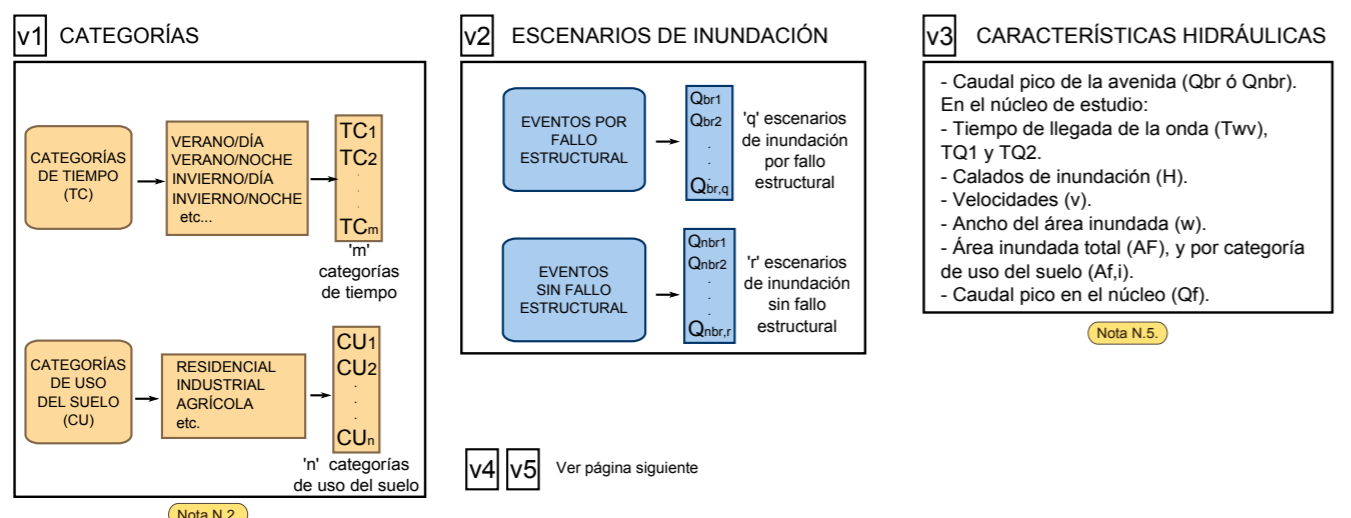 v1 CATEGORÍAS
CATEGORÍAS
DE TIEMPO
(TC)
VERANO/DÍA
VERANO/NOCHE
INVIERNO/DÍA
INVIERNO/NOCHE
etc...
TC1
TC2
.
.
.
TCm
'm'
categorías
de tiempo
CATEGORÍAS
DE USO
DEL SUELO
(CU)
RESIDENCIAL
INDUSTRIAL
AGRÍCOLA
etc.
CU1
CU2
.
.
.
CUn
'n' categorías
de uso del suelo
Nota N.2.
v2 ESCENARIOS DE INUNDACIÓN
EVENTOS POR
FALLO
ESTRUCTURAL
Qbr1
Qbr2
.
.
.
Qbr,q
'q' escenarios
de inundación
por fallo
estructural
EVENTOS
SIN FALLO
ESTRUCTURAL
Qnbr1
Qnbr2
.
.
.
Qnbr,r
'r' escenarios
de inundación
sin fallo
estructural
v4 v5 Ver página siguiente
v3 CARACTERÍSTICAS HIDRÁULICAS
- Caudal pico de la avenida (Qbr ó Qnbr).
En el núcleo de estudio:
- Tiempo de llegada de la onda (Twv),
TQ1 y TQ2.
- Calados de inundación (H).
- Velocidades (v).
- Ancho del área inundada (w).
- Área inundada total (AF), y por categoría
de uso del suelo (Af,i).
- Caudal pico en el núcleo (Qf).
Nota N.5.